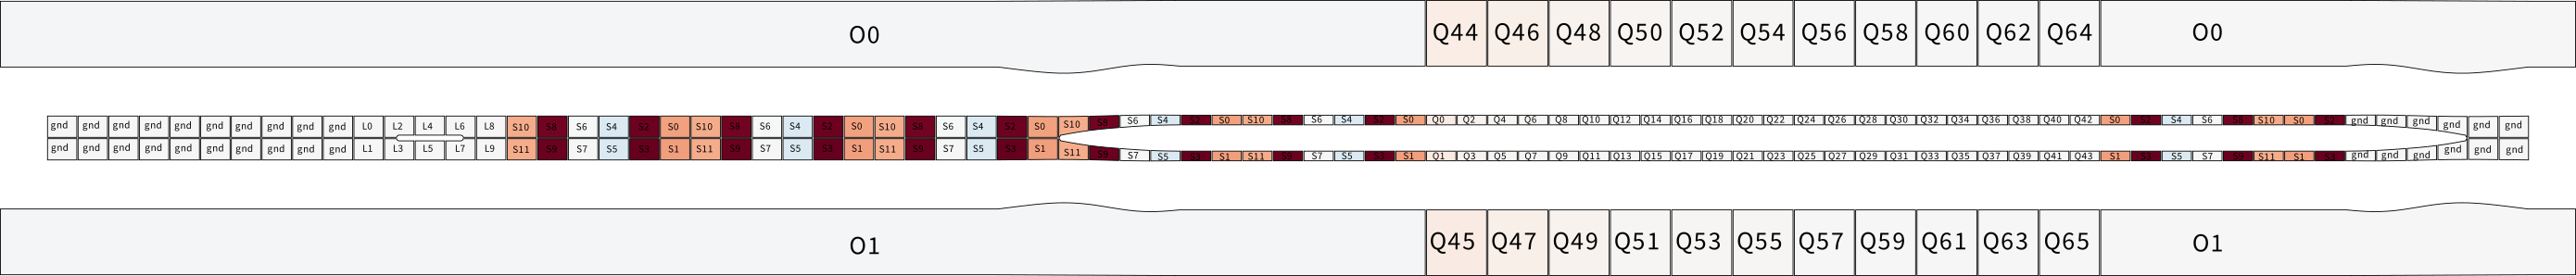 O0 Q44 Q46 Q48 Q50 Q52 Q54 Q56 Q58 Q60 Q62 Q64 O0
gnd gnd gnd gnd gnd gnd gnd gnd gnd gnd L0 L2 L4 L6 L8 S10 S8 S6 S4 S2 S0 S10 S8 S6 S4 S2 S0 S10 S8 S6 S4 S2 S0 S10 S8 S6 S4 S2 S0 S10 S8 S6 S4 S2 S0 Q0 Q2 Q4 Q6 Q8 Q10 Q12 Q14 Q16 Q18 Q20 Q22 Q24 Q26 Q28 Q30 Q32 Q34 Q36 Q38 Q40 Q42 S0 S2 S4 S6 S8 S10 S0 S2 gnd gnd gnd gnd gnd gnd
gnd gnd gnd gnd gnd gnd gnd gnd gnd gnd L1 L3 L5 L7 L9 S11 S9 S7 S5 S3 S1 S11 S9 S7 S5 S3 S1 S11 S9 S7 S5 S3 S1 S11 S9 S7 S5 S3 S1 S11 S9 S7 S5 S3 S1 Q1 Q3 Q5 Q7 Q9 Q11 Q13 Q15 Q17 Q19 Q21 Q23 Q25 Q27 Q29 Q31 Q33 Q35 Q37 Q39 Q41 Q43 S1 S3 S5 S7 S9 S11 S1 S3 gnd gnd gnd gnd gnd gnd
O1 Q45 Q47 Q49 Q51 Q53 Q55 Q57 Q59 Q61 Q63 Q65 O1